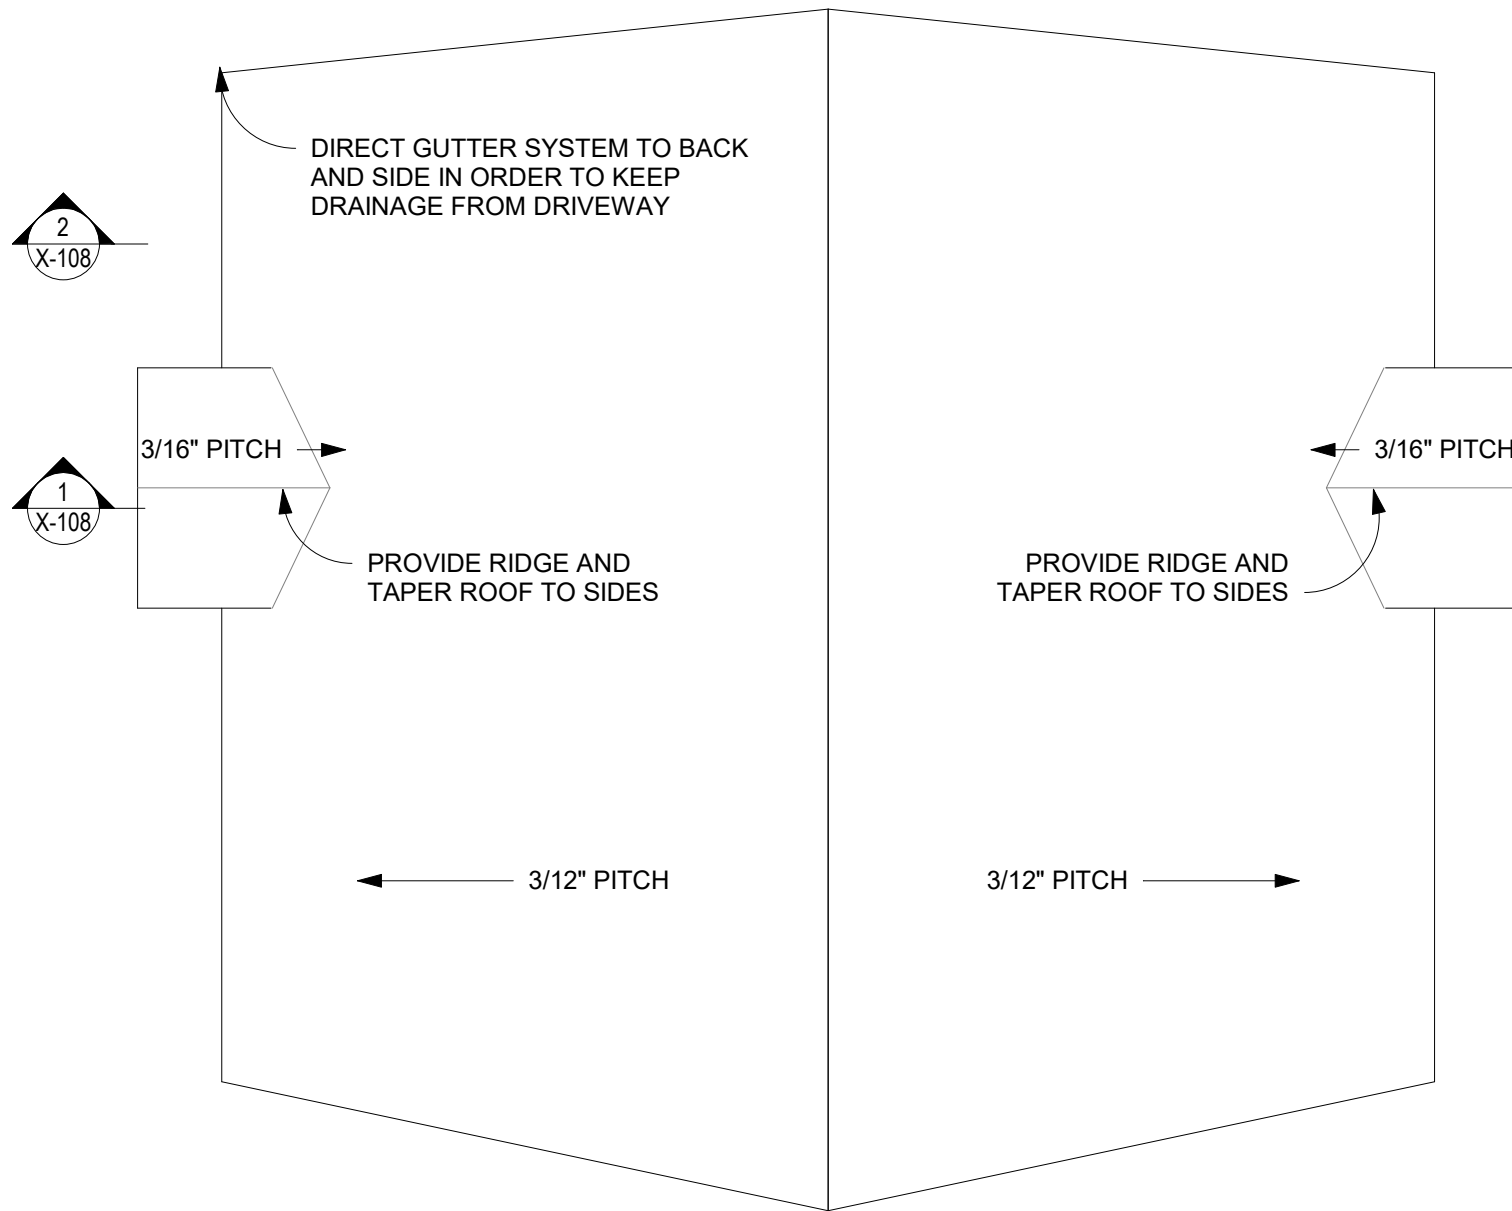 DIRECT GUTTER SYSTEM TO BACK
AND SIDE IN ORDER TO KEEP
DRAINAGE FROM DRIVEWAY
2
X-108
3/16" PITCH
3/16" PITCH
1
X-108
PROVIDE RIDGE AND
TAPER ROOF TO SIDES
PROVIDE RIDGE AND
TAPER ROOF TO SIDES
3/12" PITCH
3/12" PITCH